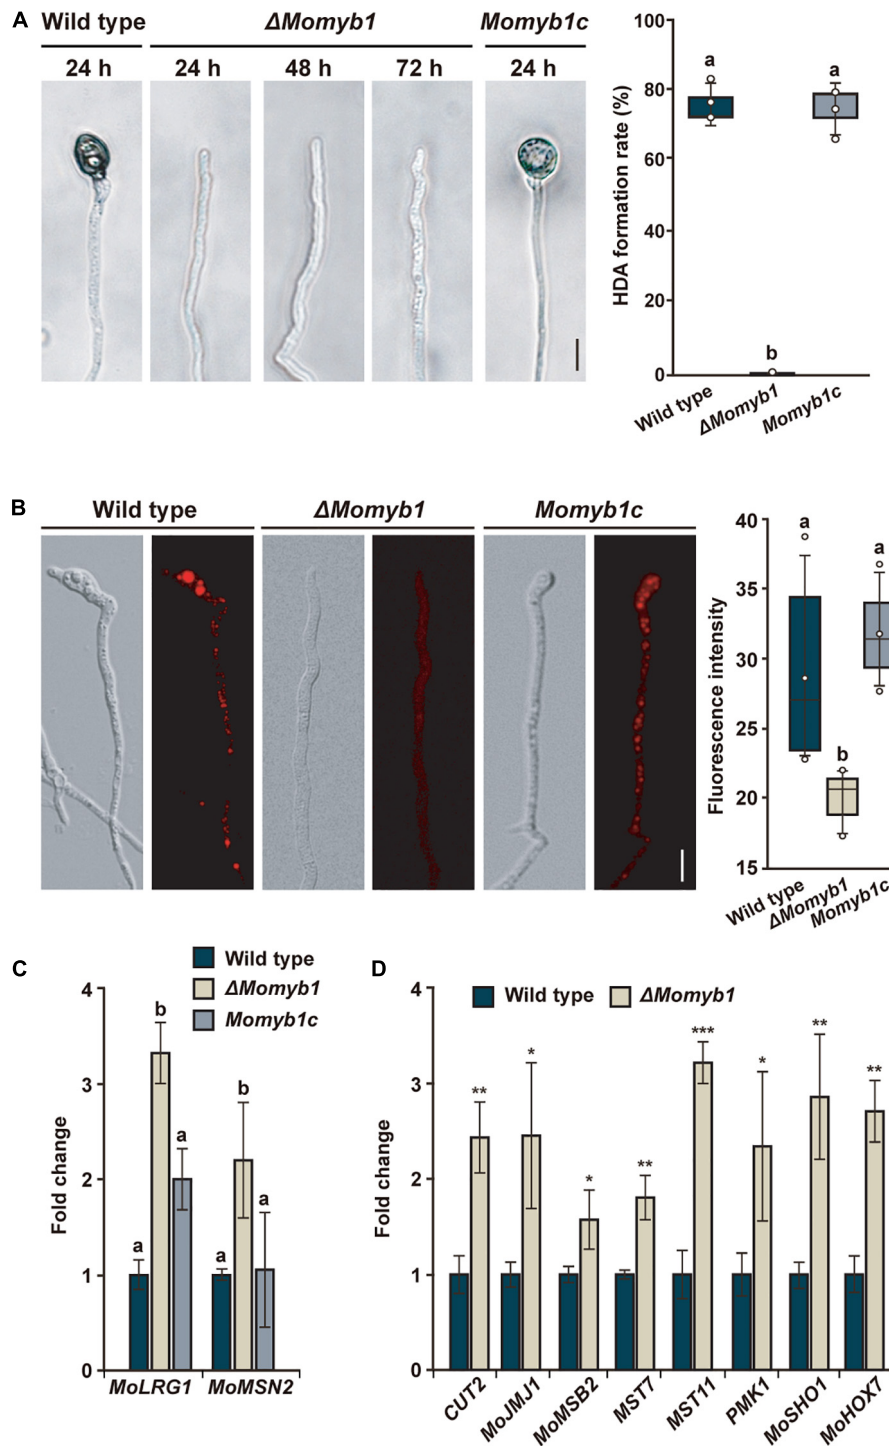 A
Wild type ΔMomyb1 Momyb1c
24 h 24 h 48 h 72 h 24 h
HDA formation rate (%)
100
80
60
40
20
0
a
b
a
Wild type ΔMomyb1 Momyb1c
B
Wild type ΔMomyb1 Momyb1c
Fluorescence intensity
40
35
30
25
20
15
a
b
a
Wild type ΔMomyb1 Momyb1c
C
Wild type
ΔMomyb1
Momyb1c
Fold change
4
3
2
1
0
a b a a b a
MoLRG1 MoMSN2
D
Wild type ΔMomyb1
Fold change
4
3
2
1
0
** * * ** *** * ** **
CUT2 MoJMJ1 MoMSB2 MST7 MST11 PMK1 MoSHO1 MoHOX7